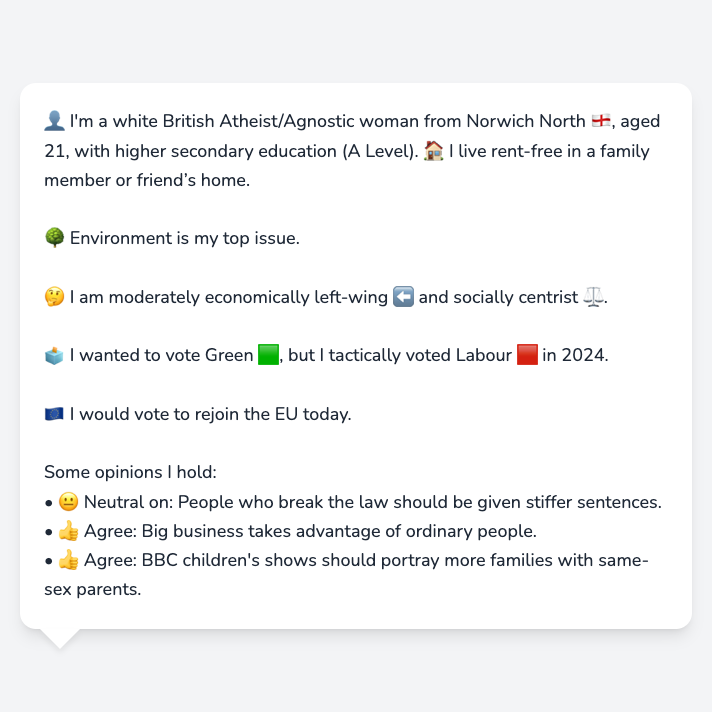 👤 I'm a white British Atheist/Agnostic woman from Norwich North 🏴󠁧󠁢󠁥󠁮󠁧󠁿, aged
21, with higher secondary education (A Level). 🏠 I live rent-free in a family
member or friend’s home.
🌳 Environment is my top issue.
🤔 I am moderately economically left-wing ⬅️ and socially centrist ⚖️.
🗳️ I wanted to vote Green 🟩, but I tactically voted Labour 🟥 in 2024.
🇪🇺 I would vote to rejoin the EU today.
Some opinions I hold:
• 😐 Neutral on: People who break the law should be given stiffer sentences.
• 👍 Agree: Big business takes advantage of ordinary people.
• 👍 Agree: BBC children's shows should portray more families with same-
sex parents.